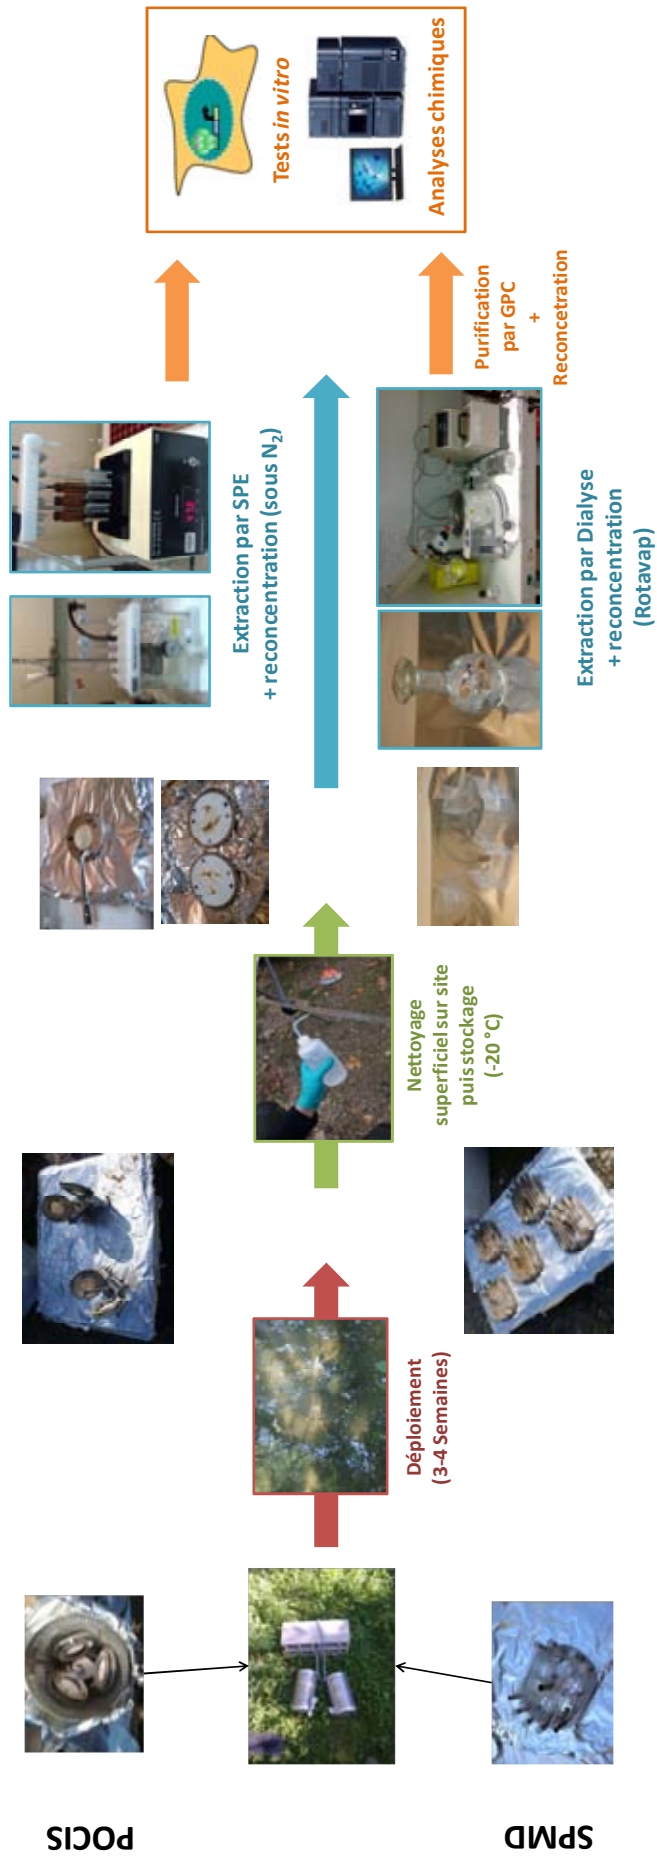 POCIS
SPMD
Déploiement
(3-4 Semaines)
Nettoyage
superficiel sur site
puis stockage
(-20 °C)
Extraction par SPE
+ reconcentration (sous N₂)
Extraction par Dialyse
+ reconcentration
(Rotavap)
Purification
par GPC
+
Reconcetration
Tests in vitro
Analyses chimiques